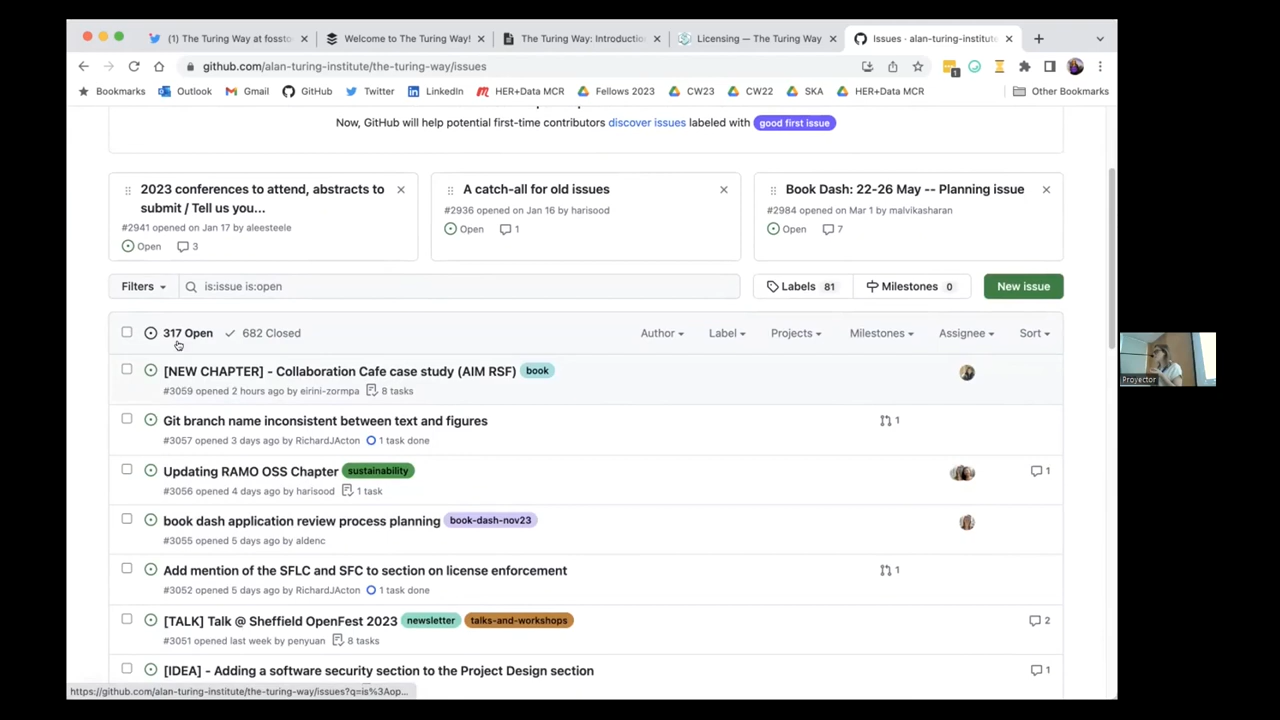 (1) The Turing Way at fossto
Welcome to The Turing Way!
The Turing Way: Introductio
Licensing — The Turing Way
Issues · alan-turing-institute
github.com/alan-turing-institute/the-turing-way/issues
1
Bookmarks
Outlook
Gmail
GitHub
Twitter
LinkedIn
HER+Data MCR
Fellows 2023
CW23
CW22
SKA
HER+Data MCR
Other Bookmarks
Now, GitHub will help potential first-time contributors discover issues labeled with good first issue
2023 conferences to attend, abstracts to
submit / Tell us you...
#2941 opened on Jan 17 by aleesteele
Open 3
A catch-all for old issues
#2936 opened on Jan 16 by harisood
Open 1
Book Dash: 22-26 May -- Planning issue
#2984 opened on Mar 1 by malvikasharan
Open 7
Filters
is:issue is:open
Labels 81
Milestones 0
New issue
317 Open 682 Closed
Author Label Projects Milestones Assignee Sort
[NEW CHAPTER] - Collaboration Cafe case study (AIM RSF) book
#3059 opened 2 hours ago by eirini-zormpa 8 tasks
Git branch name inconsistent between text and figures 1
#3057 opened 3 days ago by RichardJActon 1 task done
Updating RAMO OSS Chapter sustainability 1
#3056 opened 4 days ago by harisood 1 task
book dash application review process planning book-dash-nov23
#3055 opened 5 days ago by aldenc
Add mention of the SFLC and SFC to section on license enforcement 1
#3052 opened 5 days ago by RichardJActon 1 task done
[TALK] Talk @ Sheffield OpenFest 2023 newsletter talks-and-workshops 2
#3051 opened last week by penyuan 8 tasks
[IDEA] - Adding a software security section to the Project Design section 1
https://github.com/alan-turing-institute/the-turing-way/issues?q=is%3Aop...
Proyector